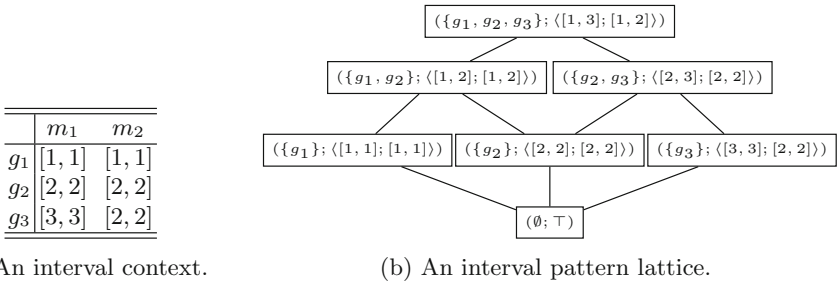 ({g₁, g₂, g₃}; ⟨[1, 3]; [1, 2]⟩)
({g₁, g₂}; ⟨[1, 2]; [1, 2]⟩) ({g₂, g₃}; ⟨[2, 3]; [2, 2]⟩)
({g₁}; ⟨[1, 1]; [1, 1]⟩) ({g₂}; ⟨[2, 2]; [2, 2]⟩) ({g₃}; ⟨[3, 3]; [2, 2]⟩)
(∅; ⊤)
m₁ m₂
g₁ [1, 1] [1, 1]
g₂ [2, 2] [2, 2]
g₃ [3, 3] [2, 2]
An interval context.
(b) An interval pattern lattice.